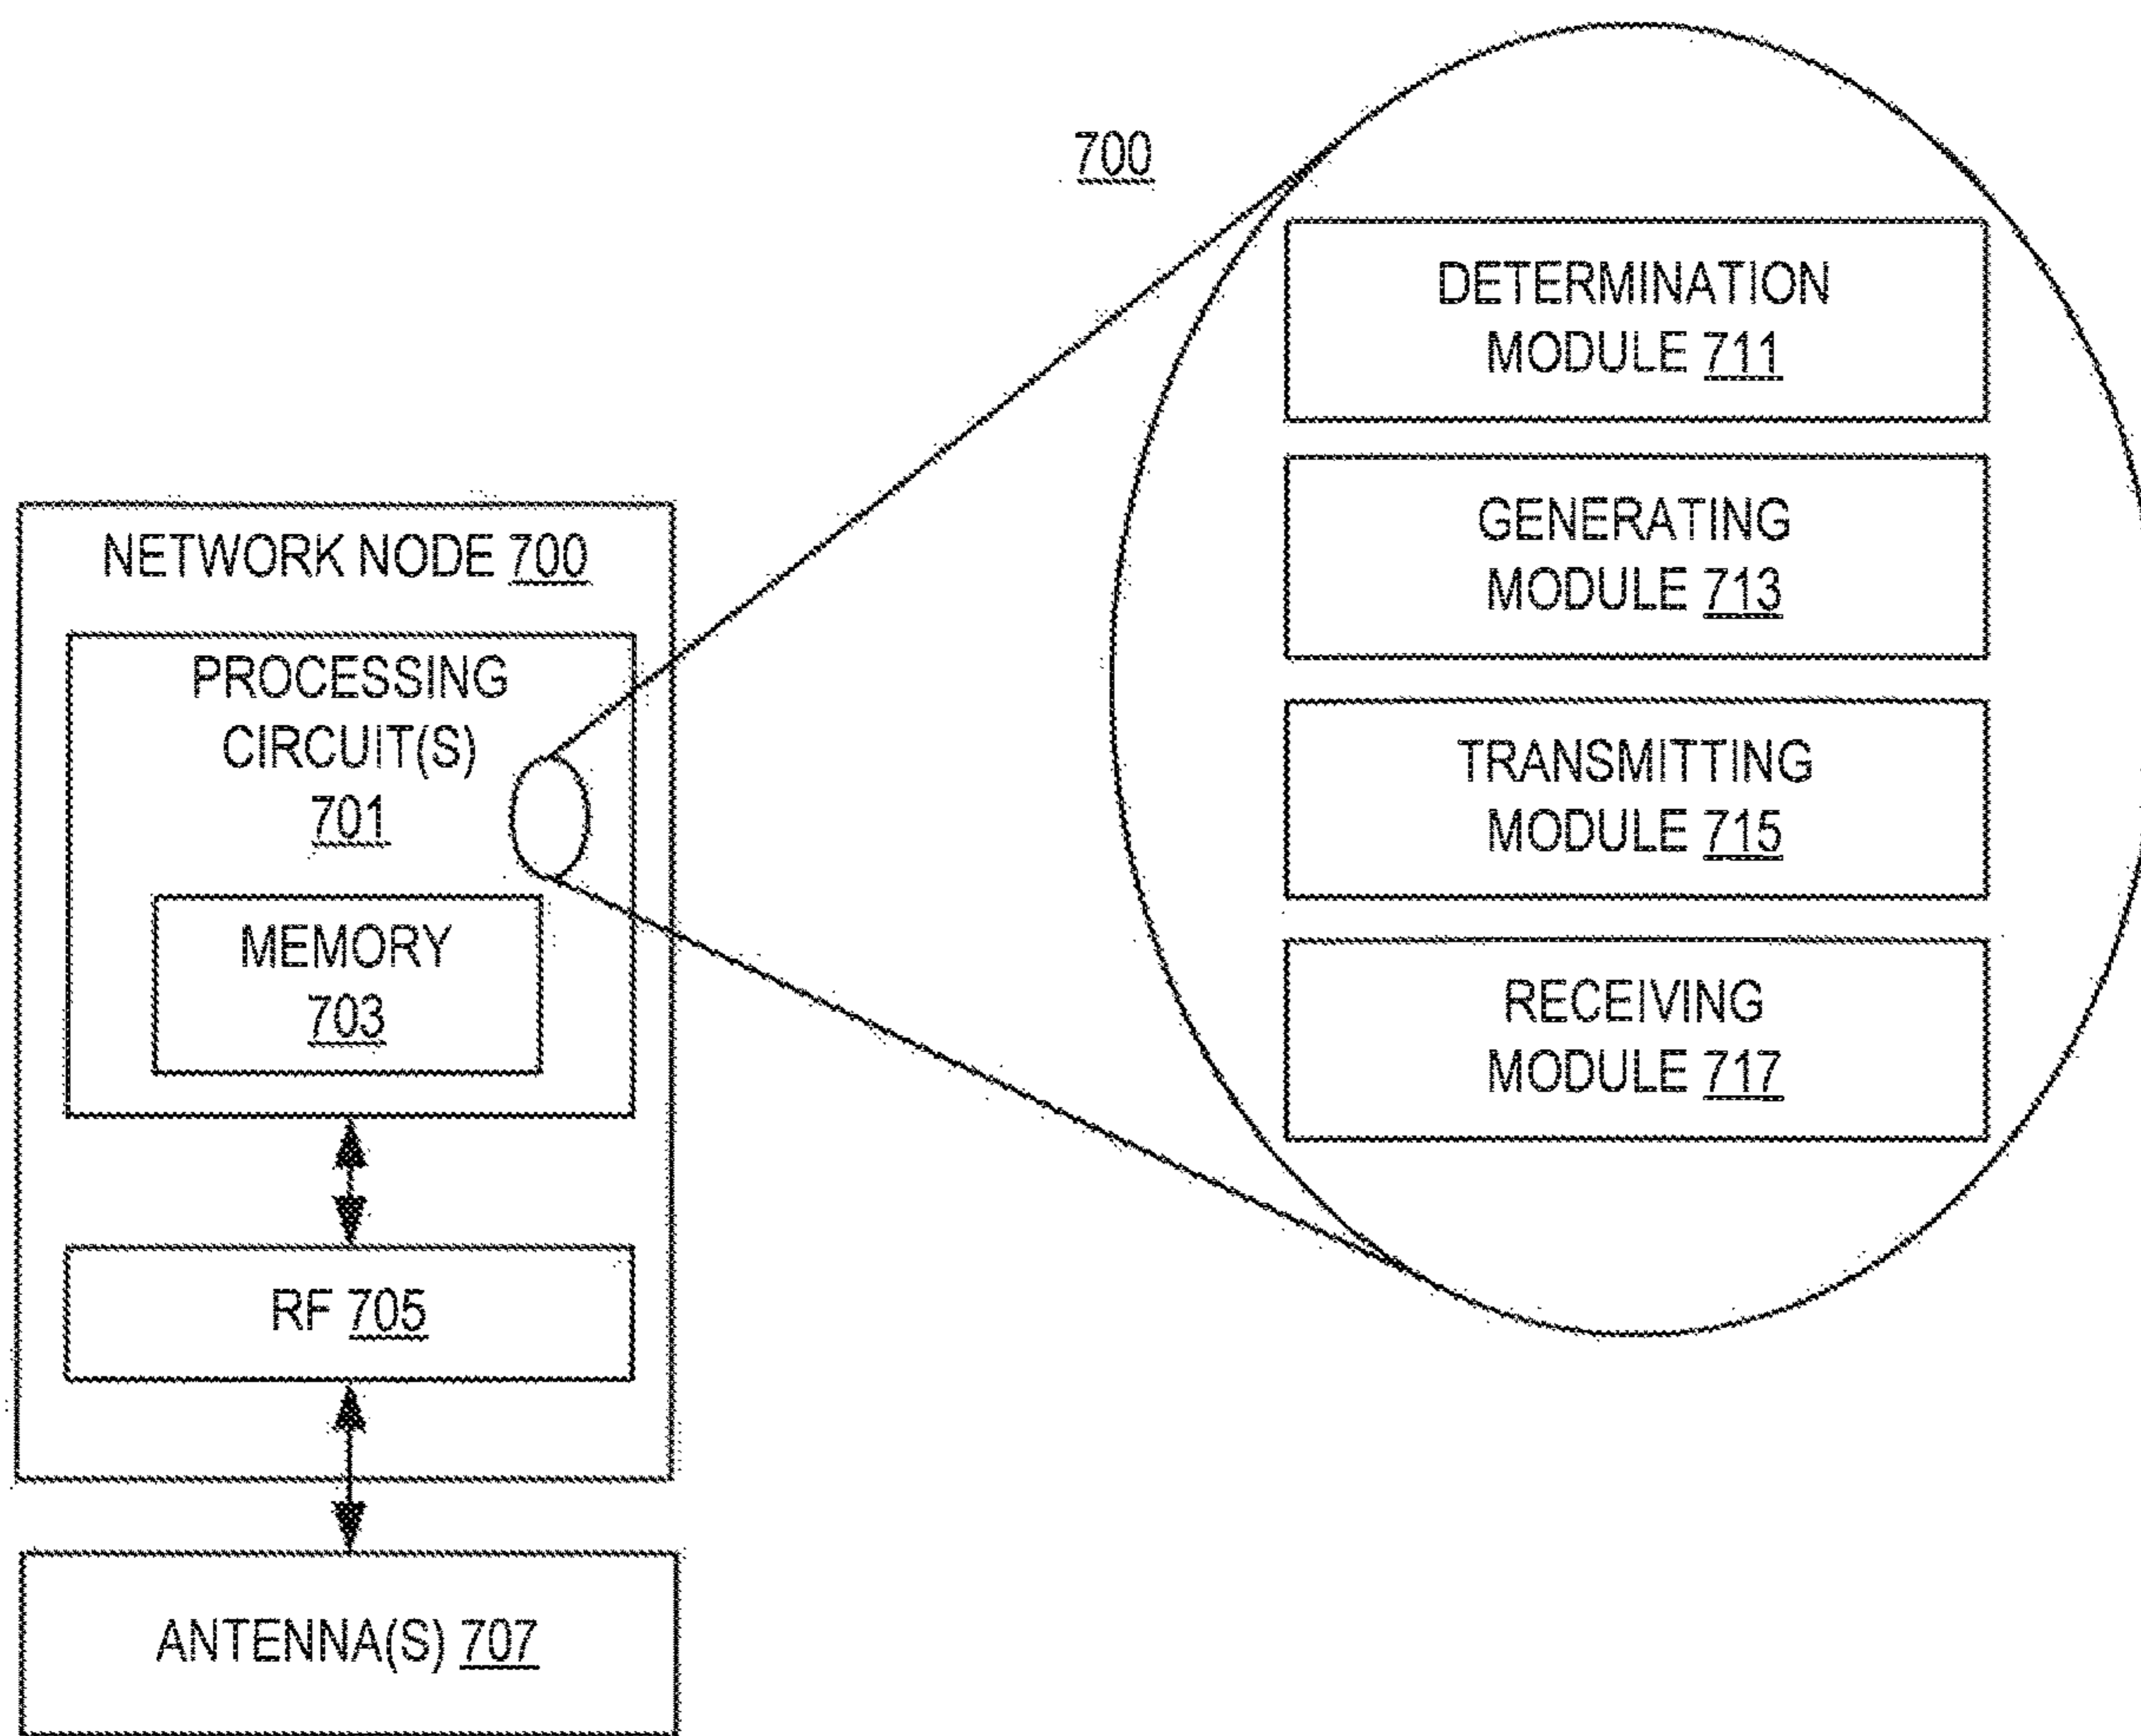 700
DETERMINATION
MODULE 711
GENERATING
MODULE 713
TRANSMITTING
MODULE 715
RECEIVING
MODULE 717
NETWORK NODE 700
PROCESSING
CIRCUIT(S)
701
MEMORY
703
RF 705
ANTENNA(S) 707